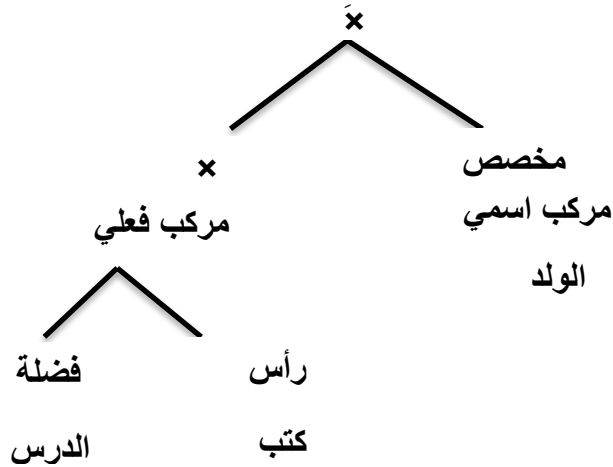 ×َ
مخصص
مركب اسمي
الولد
×
مركب فعلي
رأس
كتب
فضلة
الدرس